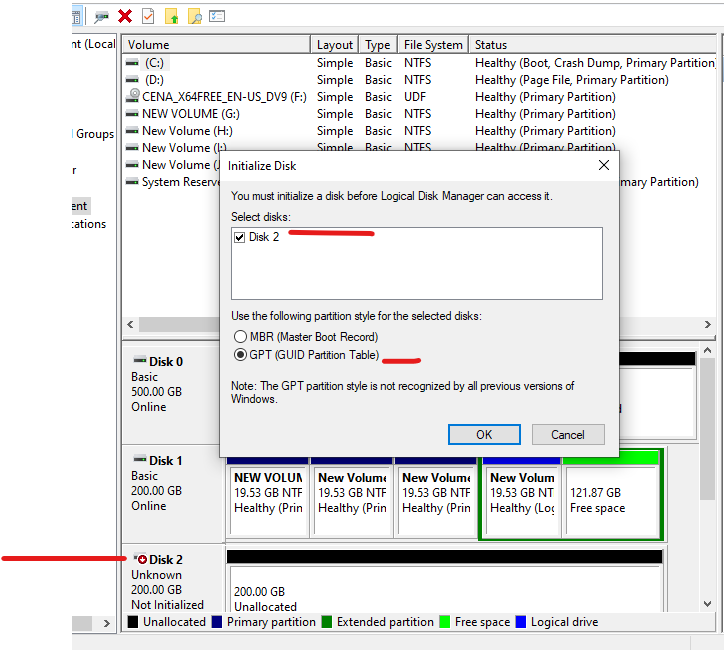 nt (Local
l Groups
r
ent
cations
Volume Layout Type File System Status
(C:) Simple Basic NTFS Healthy (Boot, Crash Dump, Primary Partition)
(D:) Simple Basic NTFS Healthy (Page File, Primary Partition)
CENA_X64FREE_EN-US_DV9 (F:) Simple Basic UDF Healthy (Primary Partition)
NEW VOLUME (G:) Simple Basic NTFS Healthy (Primary Partition)
New Volume (H:) Simple Basic NTFS Healthy (Primary Partition)
New Volume (I:) Simple Basic NTFS Healthy (Primary Partition)
New Volume (J
System Reserve mary Partition)
Initialize Disk
You must initialize a disk before Logical Disk Manager can access it.
Select disks:
Disk 2
Use the following partition style for the selected disks:
MBR (Master Boot Record)
GPT (GUID Partition Table)
Note: The GPT partition style is not recognized by all previous versions of
Windows.
OK Cancel
Disk 0
Basic
500.00 GB
Online
Disk 1
Basic
200.00 GB
Online
NEW VOLUM New Volume New Volume New Volum
19.53 GB NTF 19.53 GB NTF 19.53 GB NTF 19.53 GB NTF 121.87 GB
Healthy (Prin Healthy (Prin Healthy (Prin Healthy (Log Free space
Disk 2
Unknown
200.00 GB
Not Initialized
200.00 GB
Unallocated
Unallocated Primary partition Extended partition Free space Logical drive